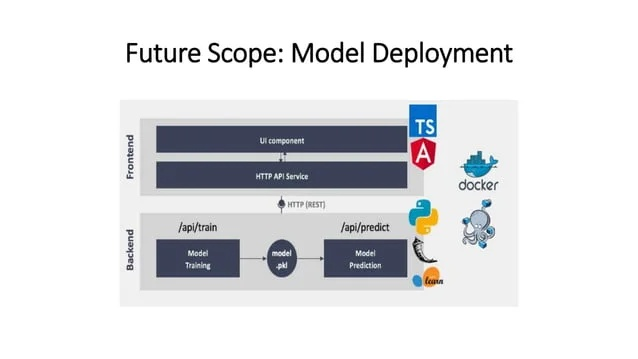 Future Scope: Model Deployment
Frontend
UI component
HTTP API Service
TS
A
docker
HTTP (REST)
Backend
/api/train
/api/predict
Model
Training
model
.pkl
Model
Prediction
learn